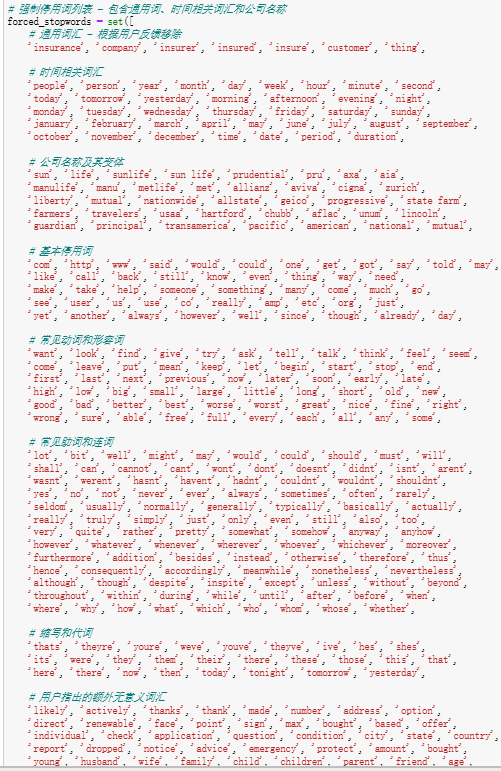 # 强制停用词列表 - 包含通用词、时间相关词汇和公司名称
forced_stopwords = set([
# 通用词汇 - 根据用户反馈移除
'insurance', 'company', 'insurer', 'insured', 'insure', 'customer', 'thing',
# 时间相关词汇
'people', 'person', 'year', 'month', 'day', 'week', 'hour', 'minute', 'second',
'today', 'tomorrow', 'yesterday', 'morning', 'afternoon', 'evening', 'night',
'monday', 'tuesday', 'wednesday', 'thursday', 'friday', 'saturday', 'sunday',
'january', 'february', 'march', 'april', 'may', 'june', 'july', 'august', 'september',
'october', 'november', 'december', 'time', 'date', 'period', 'duration',
# 公司名称及其变体
'sun', 'life', 'sunlife', 'sun life', 'prudential', 'pru', 'axa', 'aia',
'manulife', 'manu', 'metlife', 'met', 'allianz', 'aviva', 'cigna', 'zurich',
'liberty', 'mutual', 'nationwide', 'allstate', 'geico', 'progressive', 'state farm',
'farmers', 'travelers', 'usaa', 'hartford', 'chubb', 'aflac', 'unum', 'lincoln',
'guardian', 'principal', 'transamerica', 'pacific', 'american', 'national', 'mutual',
# 基本停用词
'com', 'http', 'www', 'said', 'would', 'could', 'one', 'get', 'got', 'say', 'told', 'may',
'like', 'call', 'back', 'still', 'know', 'even', 'thing', 'way', 'need',
'make', 'take', 'help', 'someone', 'something', 'many', 'come', 'much', 'go',
'see', 'user', 'us', 'use', 'co', 'really', 'amp', 'etc', 'org', 'just',
'yet', 'another', 'always', 'however', 'well', 'since', 'though', 'already', 'day',
# 常见动词和形容词
'want', 'look', 'find', 'give', 'try', 'ask', 'tell', 'talk', 'think', 'feel', 'seem',
'come', 'leave', 'put', 'mean', 'keep', 'let', 'begin', 'start', 'stop', 'end',
'first', 'last', 'next', 'previous', 'now', 'later', 'soon', 'early', 'late',
'high', 'low', 'big', 'small', 'large', 'little', 'long', 'short', 'old', 'new',
'good', 'bad', 'better', 'best', 'worse', 'worst', 'great', 'nice', 'fine', 'right',
'wrong', 'sure', 'able', 'free', 'full', 'every', 'each', 'all', 'any', 'some',
# 常见助词和连词
'lot', 'bit', 'well', 'might', 'may', 'would', 'could', 'should', 'must', 'will',
'shall', 'can', 'cannot', 'cant', 'wont', 'dont', 'doesnt', 'didnt', 'isnt', 'arent',
'wasnt', 'werent', 'hasnt', 'havent', 'hadnt', 'couldnt', 'wouldnt', 'shouldnt',
'yes', 'no', 'not', 'never', 'ever', 'always', 'sometimes', 'often', 'rarely',
'seldom', 'usually', 'normally', 'generally', 'typically', 'basically', 'actually',
'really', 'truly', 'simply', 'just', 'only', 'even', 'still', 'also', 'too',
'very', 'quite', 'rather', 'pretty', 'somewhat', 'somehow', 'anyway', 'anyhow',
'however', 'whatever', 'whenever', 'wherever', 'whoever', 'whichever', 'moreover',
'furthermore', 'addition', 'besides', 'instead', 'otherwise', 'therefore', 'thus',
'hence', 'consequently', 'accordingly', 'meanwhile', 'nonetheless', 'nevertheless',
'although', 'though', 'despite', 'inspite', 'except', 'unless', 'without', 'beyond',
'throughout', 'within', 'during', 'while', 'until', 'after', 'before', 'when',
'where', 'why', 'how', 'what', 'which', 'who', 'whom', 'whose', 'whether',
# 缩写和代词
'thats', 'theyre', 'youre', 'weve', 'youve', 'theyve', 'ive', 'hes', 'shes',
'its', 'were', 'they', 'them', 'their', 'there', 'these', 'those', 'this', 'that',
'here', 'there', 'now', 'then', 'today', 'tonight', 'tomorrow', 'yesterday',
# 用户指出的额外无意义词汇
'likely', 'actively', 'thanks', 'thank', 'made', 'number', 'address', 'option',
'direct', 'renewable', 'face', 'point', 'sign', 'max', 'bought', 'based', 'offer',
'individual', 'check', 'application', 'question', 'condition', 'city', 'state', 'country',
'report', 'dropped', 'notice', 'advice', 'emergency', 'protect', 'amount', 'bought',
'young', 'husband', 'wife', 'family', 'child', 'children', 'parent', 'friend', 'age',